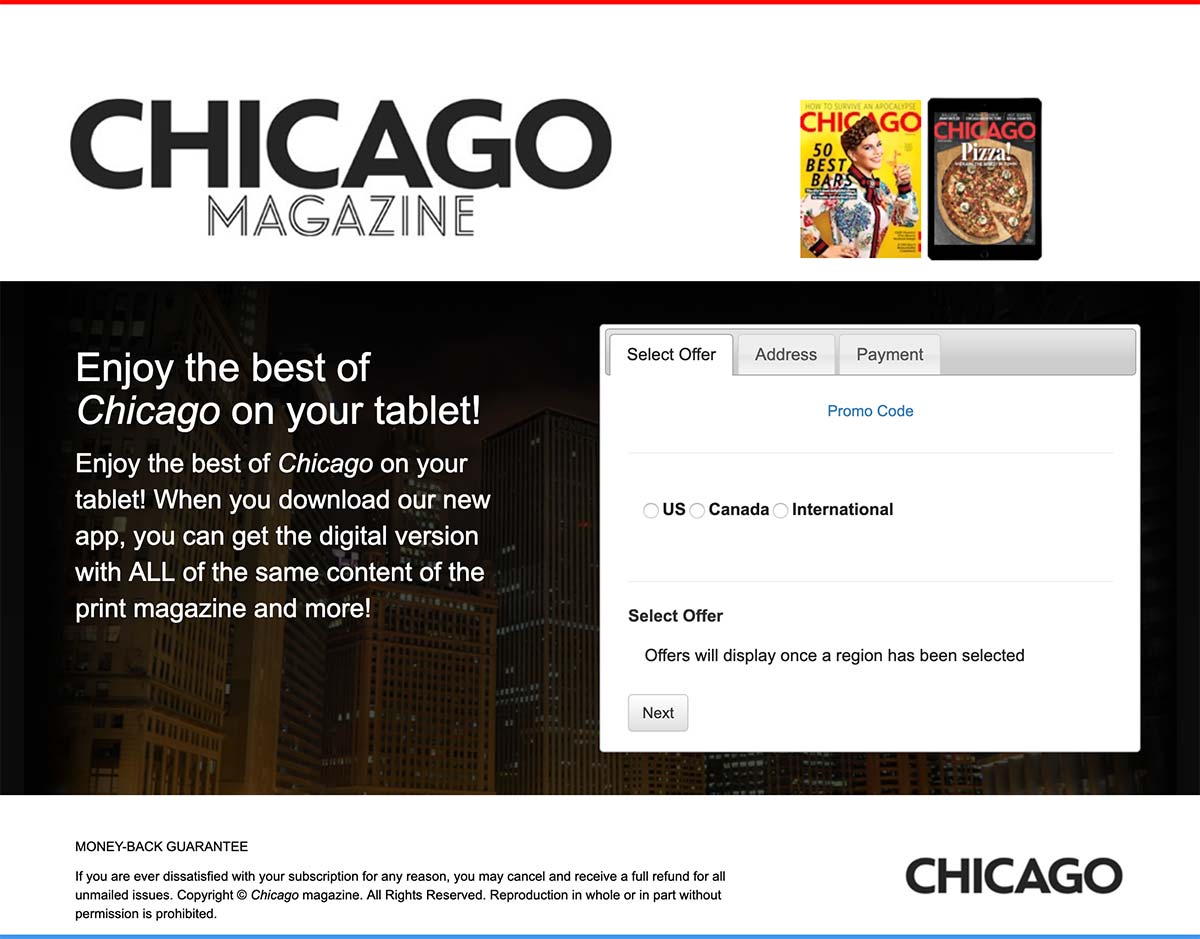 CHICAGO
MAGAZINE
HOW TO SURVIVE AN APOCALYPSE
CHICAGO
50
BEST
BARS
CHICAGO
Pizza!
Enjoy the best of
Chicago on your tablet!
Enjoy the best of Chicago on your
tablet! When you download our new
app, you can get the digital version
with ALL of the same content of the
print magazine and more!
Select Offer
Address
Payment
Promo Code
US Canada International
Select Offer
Offers will display once a region has been selected
Next
MONEY-BACK GUARANTEE
If you are ever dissatisfied with your subscription for any reason, you may cancel and receive a full refund for all
unmailed issues. Copyright © Chicago magazine. All Rights Reserved. Reproduction in whole or in part without
permission is prohibited.
CHICAGO